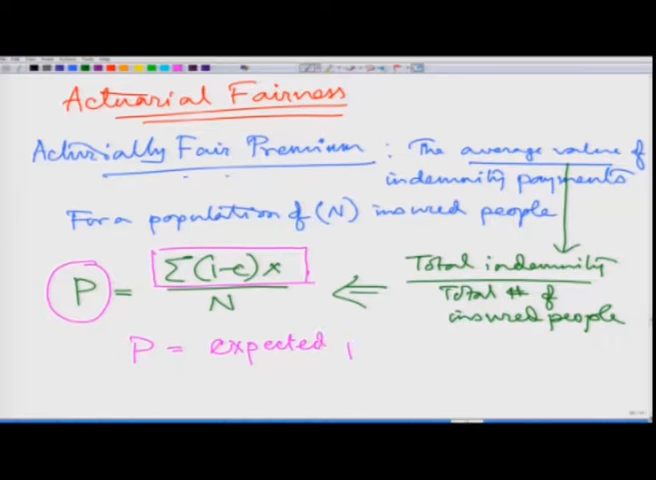 Actuarial Fairness
Acturially Fair Premium : The average value of
indemnity payments
For a population of (N) insured people
P = Σ(1-c)x / N ⇐ Total indemnity / Total # of insured people
P = expected